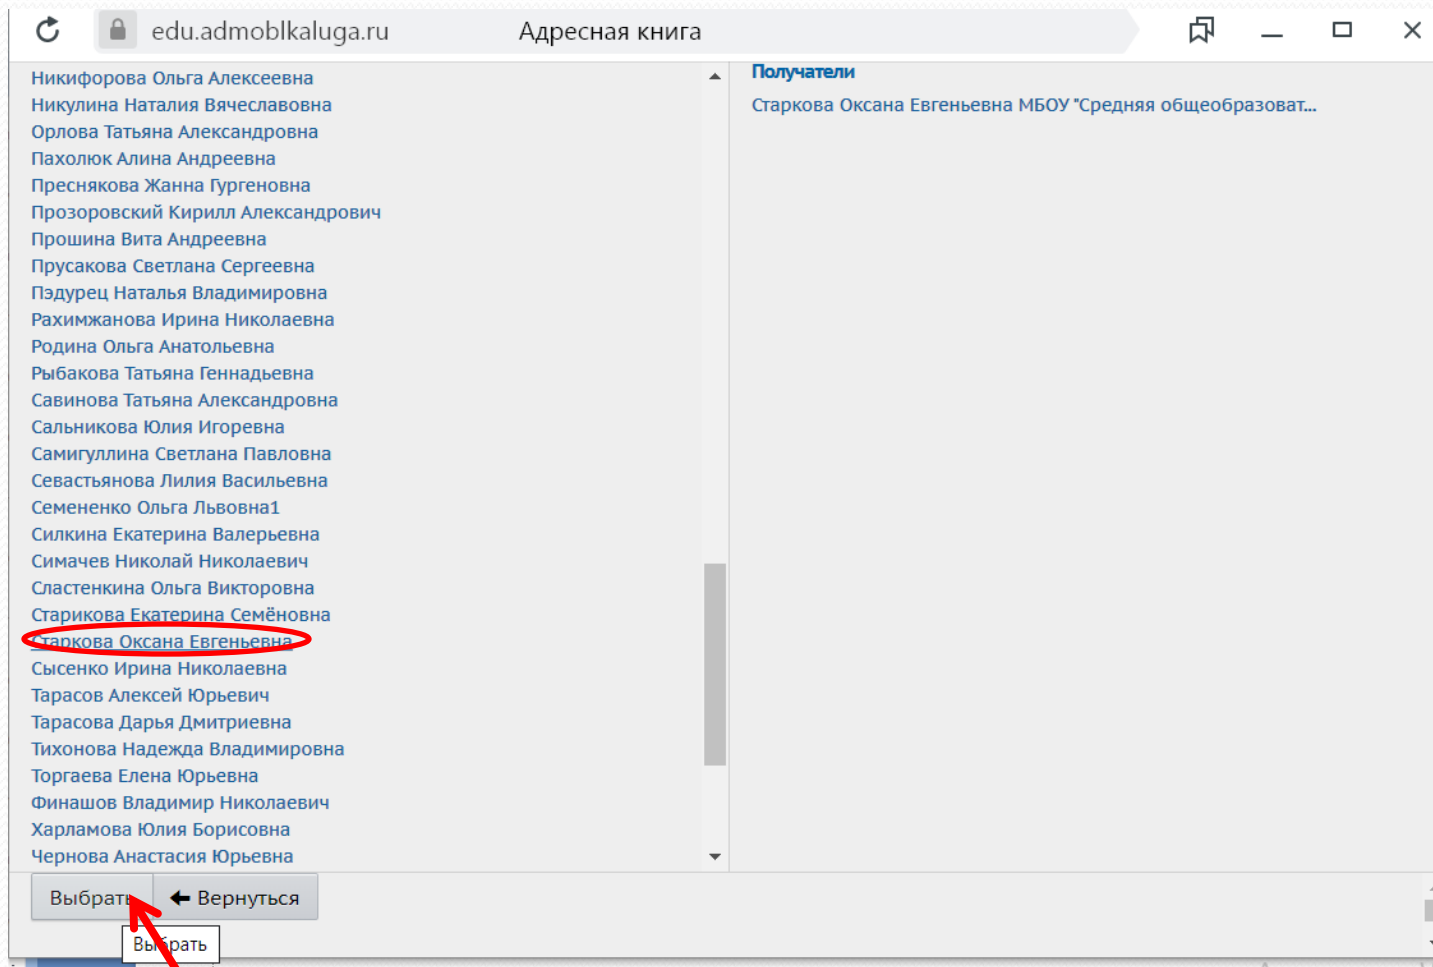 edu.admoblkaluga.ru Адресная книга
Никифорова Ольга Алексеевна
Никулина Наталия Вячеславовна
Орлова Татьяна Александровна
Пахолюк Алина Андреевна
Преснякова Жанна Гургеновна
Прозоровский Кирилл Александрович
Прошина Вита Андреевна
Прусакова Светлана Сергеевна
Пэдурец Наталья Владимировна
Рахимжанова Ирина Николаевна
Родина Ольга Анатольевна
Рыбакова Татьяна Геннадьевна
Савинова Татьяна Александровна
Сальникова Юлия Игоревна
Самигуллина Светлана Павловна
Севастьянова Лилия Васильевна
Семененко Ольга Львовна1
Силкина Екатерина Валерьевна
Симачев Николай Николаевич
Сластенкина Ольга Викторовна
Старикова Екатерина Семёновна
Старкова Оксана Евгеньевна
Сысенко Ирина Николаевна
Тарасов Алексей Юрьевич
Тарасова Дарья Дмитриевна
Тихонова Надежда Владимировна
Торгаева Елена Юрьевна
Финашов Владимир Николаевич
Харламова Юлия Борисовна
Чернова Анастасия Юрьевна
Получатели
Старкова Оксана Евгеньевна МБОУ "Средняя общеобразоват...
Выбрать Вернуться
Выбрать